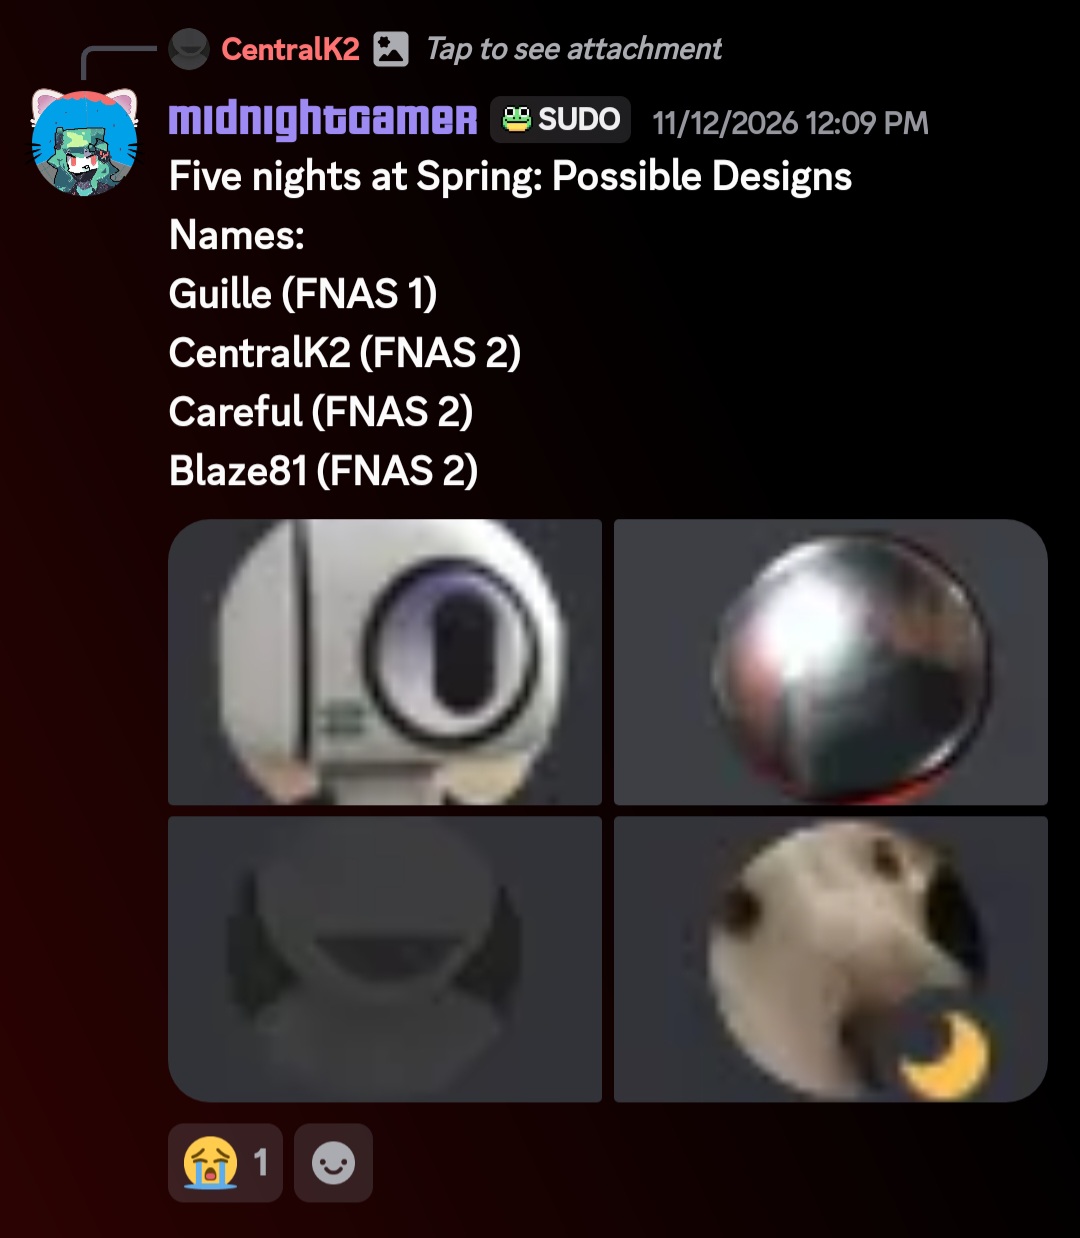 CentralK2 Tap to see attachment
midnightgamer SUDO 11/12/2026 12:09 PM
Five nights at Spring: Possible Designs
Names:
Guille (FNAS 1)
CentralK2 (FNAS 2)
Careful (FNAS 2)
Blaze81 (FNAS 2)
1